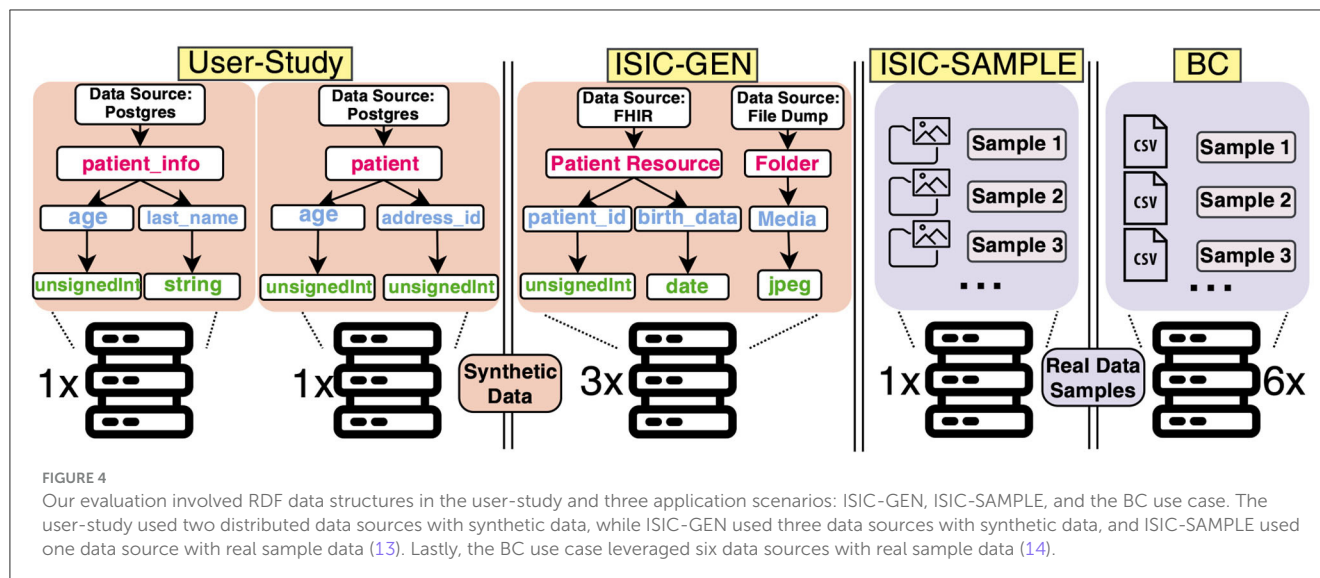 User-Study
ISIC-GEN
ISIC-SAMPLE
BC
Data Source:
Postgres
patient_info
age
last_name
unsignedInt
string
Data Source:
Postgres
patient
age
address_id
unsignedInt
unsignedInt
Data Source:
FHIR
Patient Resource
patient_id
birth_data
unsignedInt
date
Data Source:
File Dump
Folder
Media
jpeg
Sample 1
Sample 2
Sample 3
...
CSV
Sample 1
CSV
Sample 2
CSV
Sample 3
...
1x
1x
Synthetic
Data
3x
1x
Real Data
Samples
6x
FIGURE 4
Our evaluation involved RDF data structures in the user-study and three application scenarios: ISIC-GEN, ISIC-SAMPLE, and the BC use case. The
user-study used two distributed data sources with synthetic data, while ISIC-GEN used three data sources with synthetic data, and ISIC-SAMPLE used
one data source with real sample data (13). Lastly, the BC use case leveraged six data sources with real sample data (14).